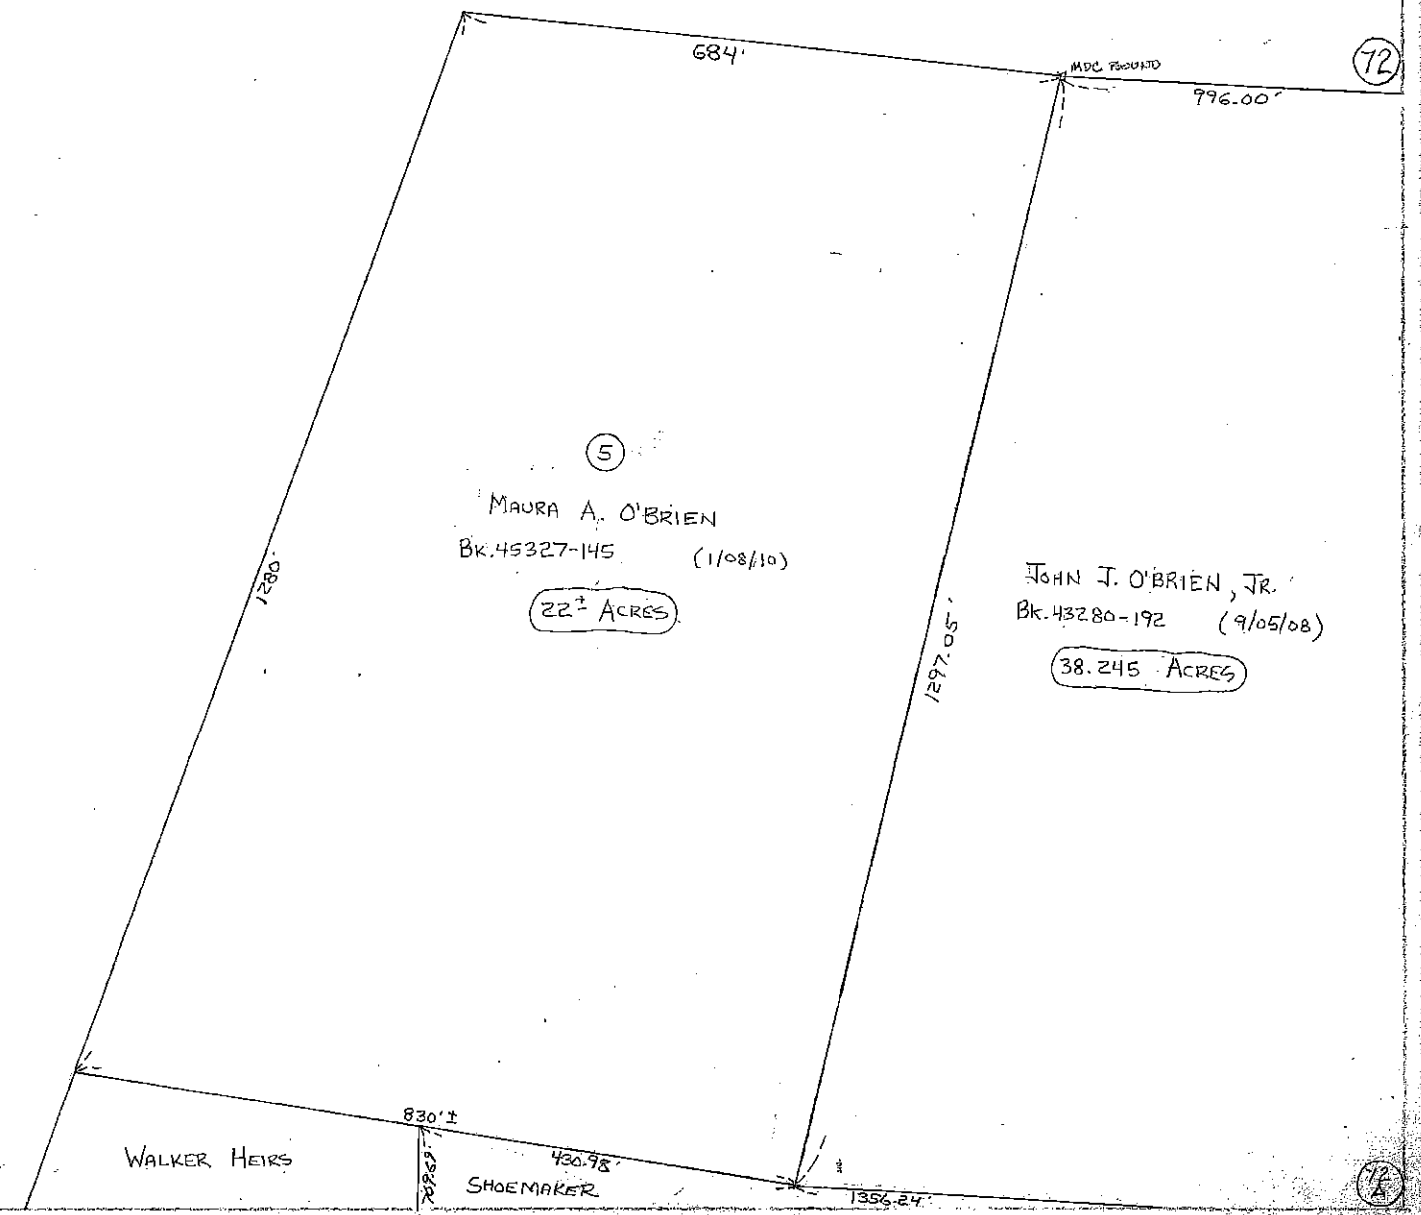 684'
MDC BOUND
72
996.00'
5
MAURA A. O'BRIEN
BK.45327-145 (1/08/10)
22± ACRES
1280'
1297.05'
JOHN J. O'BRIEN, JR.
BK.43280-192 (9/05/08)
38.245 ACRES
830'±
WALKER HEIRS
430.98'
SHOEMAKER
1356.24'